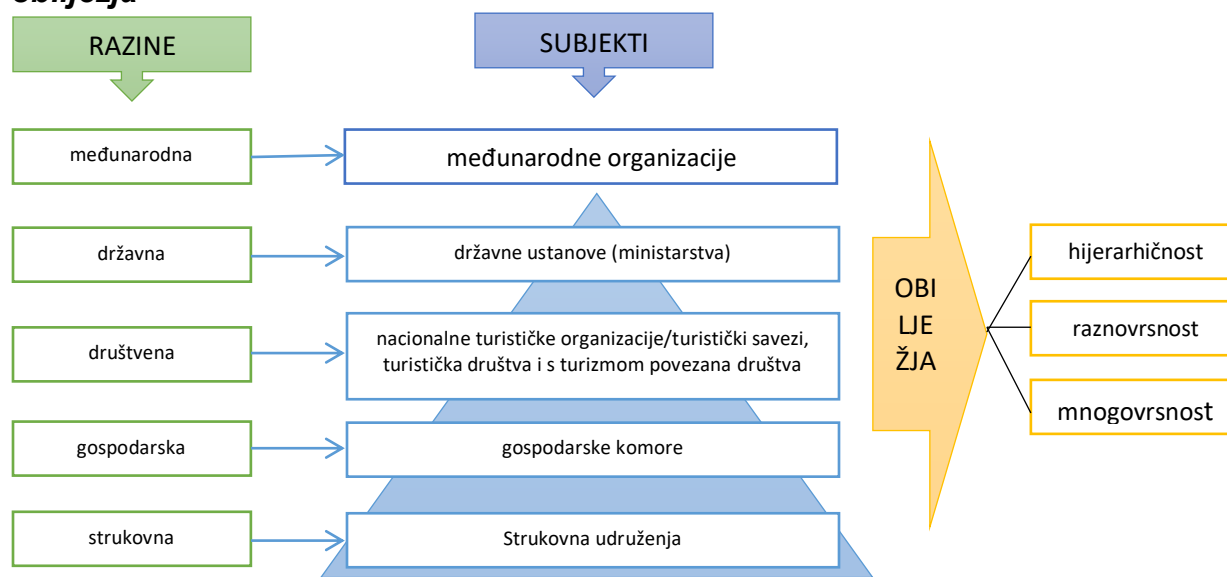 Obilježja
RAZINE
SUBJEKTI
međunarodna
međunarodne organizacije
državna
državne ustanove (ministarstva)
društvena
nacionalne turističke organizacije/turistički savezi,
turistička društva i s turizmom povezana društva
gospodarska
gospodarske komore
strukovna
Strukovna udruženja
OBI
LJE
ŽJA
hijerarhičnost
raznovrsnost
mnogovrsnost